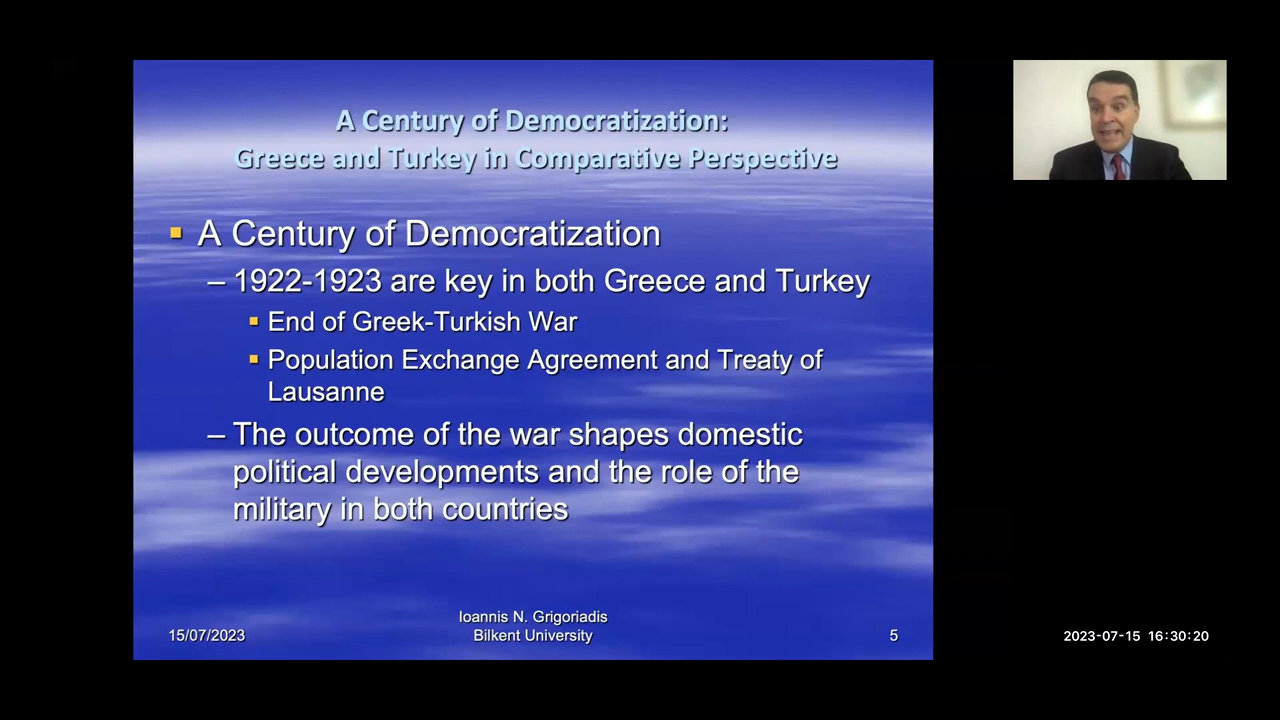 A Century of Democratization:
Greece and Turkey in Comparative Perspective
▪ A Century of Democratization
– 1922-1923 are key in both Greece and Turkey
▪ End of Greek-Turkish War
▪ Population Exchange Agreement and Treaty of
Lausanne
– The outcome of the war shapes domestic
political developments and the role of the
military in both countries
15/07/2023
Ioannis N. Grigoriadis
Bilkent University
5
2023-07-15 16:30:20